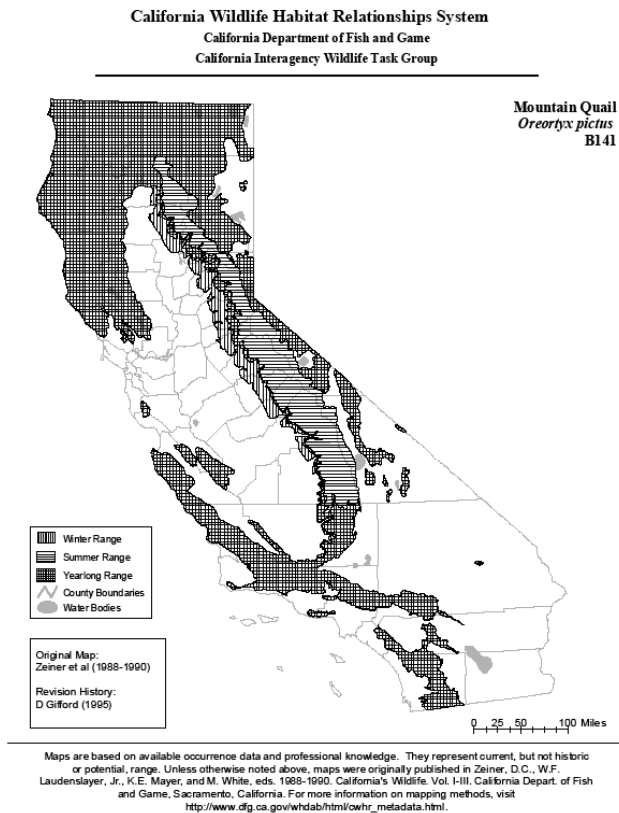 California Wildlife Habitat Relationships System
California Department of Fish and Game
California Interagency Wildlife Task Group
Mountain Quail
Oreortyx pictus
B141
Winter Range
Summer Range
Yearlong Range
County Boundaries
Water Bodies
Original Map:
Zeiner et al (1988-1990)
Revision History:
D Gifford (1995)
0 25 50 100 Miles
Maps are based on available occurrence data and professional knowledge. They represent current, but not historic
or potential, range. Unless otherwise noted above, maps were originally published in Zeiner, D.C., W.F.
Laudenslayer, Jr., K.E. Mayer, and M. White, eds. 1988-1990. California's Wildlife. Vol. I-III. California Depart. of Fish
and Game, Sacramento, California. For more information on mapping methods, visit
http://www.dfg.ca.gov/whdab/html/cwhr_metadata.html.